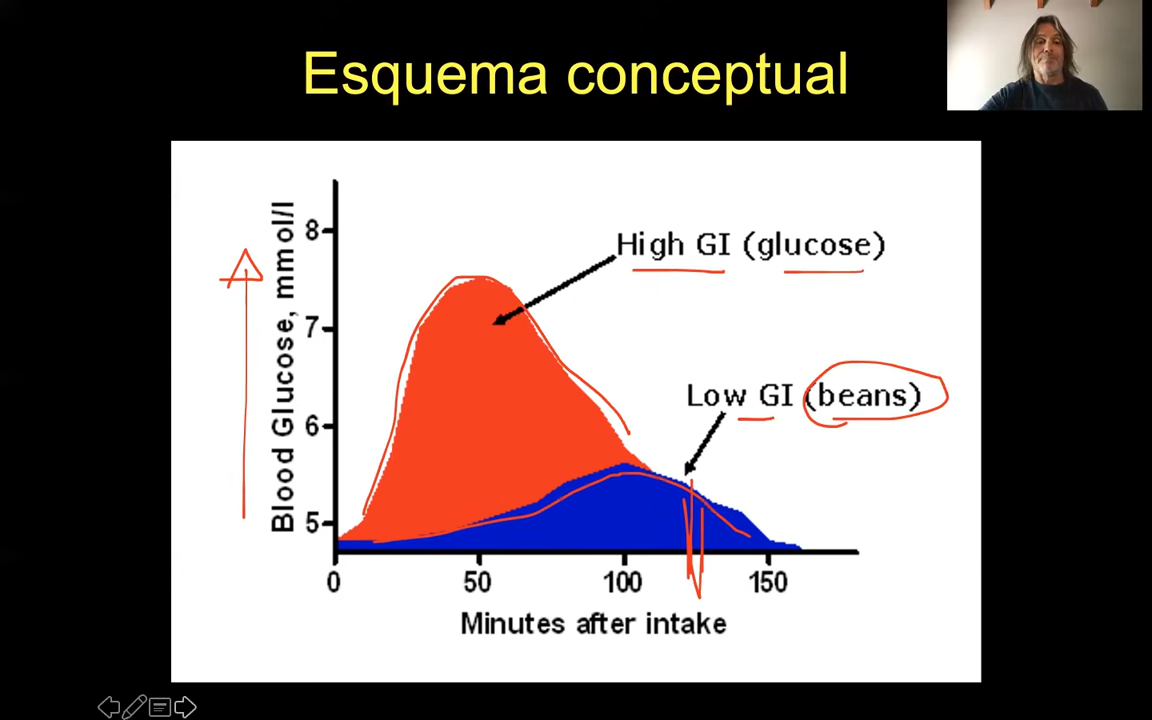 Esquema conceptual
Blood Glucose, mmol/l
8
7
6
5
High GI (glucose)
Low GI (beans)
0 50 100 150
Minutes after intake